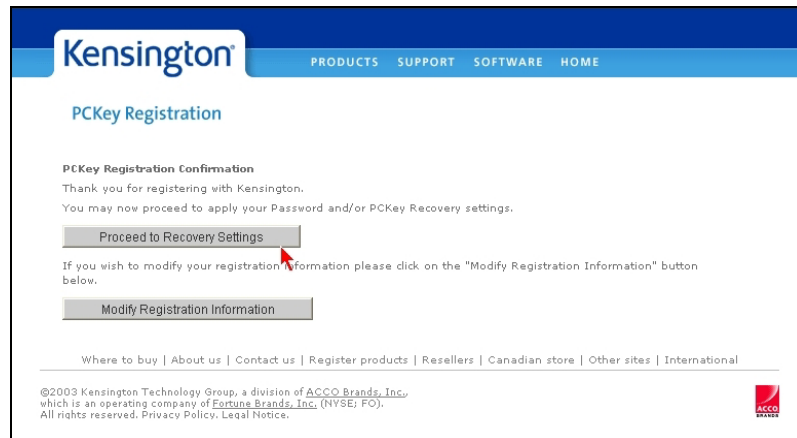 Kensington®
PRODUCTS SUPPORT SOFTWARE HOME
PCKey Registration
PCKey Registration Confirmation
Thank you for registering with Kensington.
You may now proceed to apply your Password and/or PCKey Recovery settings.
Proceed to Recovery Settings
If you wish to modify your registration information please click on the "Modify Registration Information" button
below.
Modify Registration Information
Where to buy | About us | Contact us | Register products | Resellers | Canadian store | Other sites | International
©2003 Kensington Technology Group, a division of ACCO Brands, Inc.,
which is an operating company of Fortune Brands, Inc. (NYSE; FO).
All rights reserved. Privacy Policy. Legal Notice.
ACCO
BRANDS